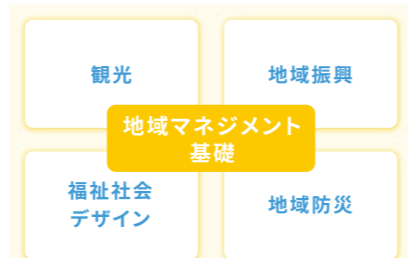 観光
地域振興
地域マネジメント
基礎
福祉社会
デザイン
地域防災